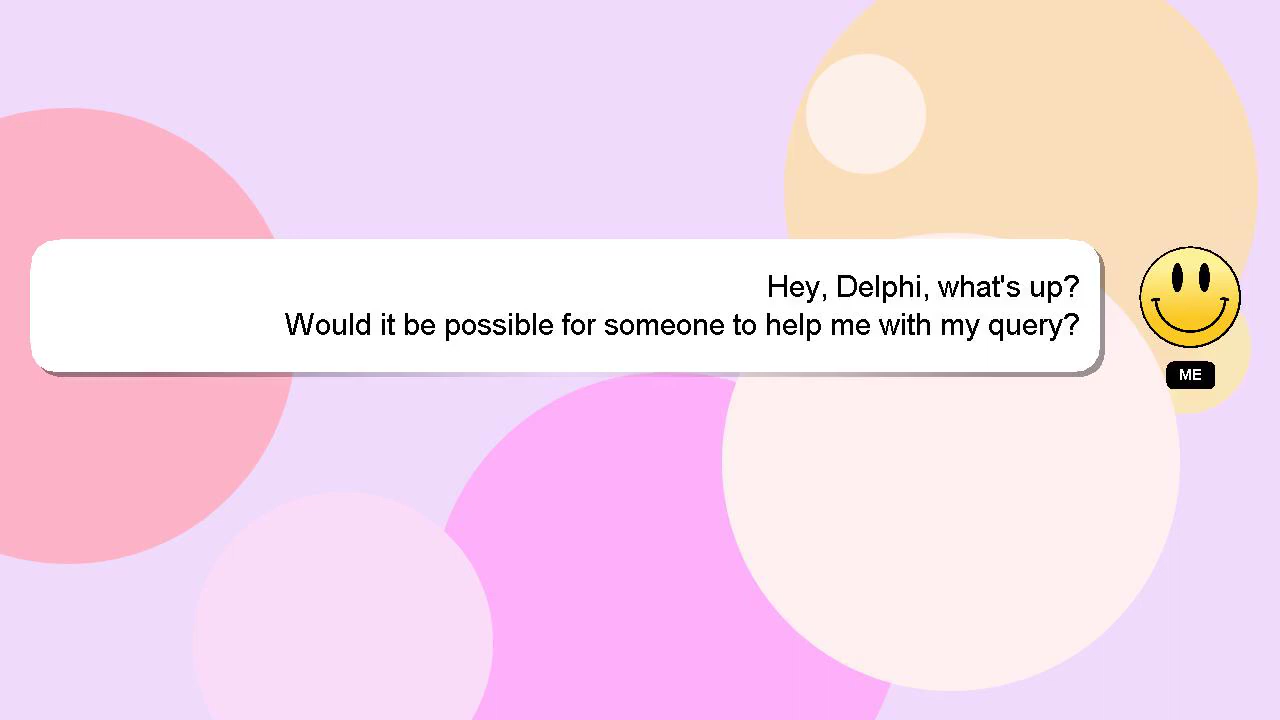 Hey, Delphi, what's up?
Would it be possible for someone to help me with my query?
ME